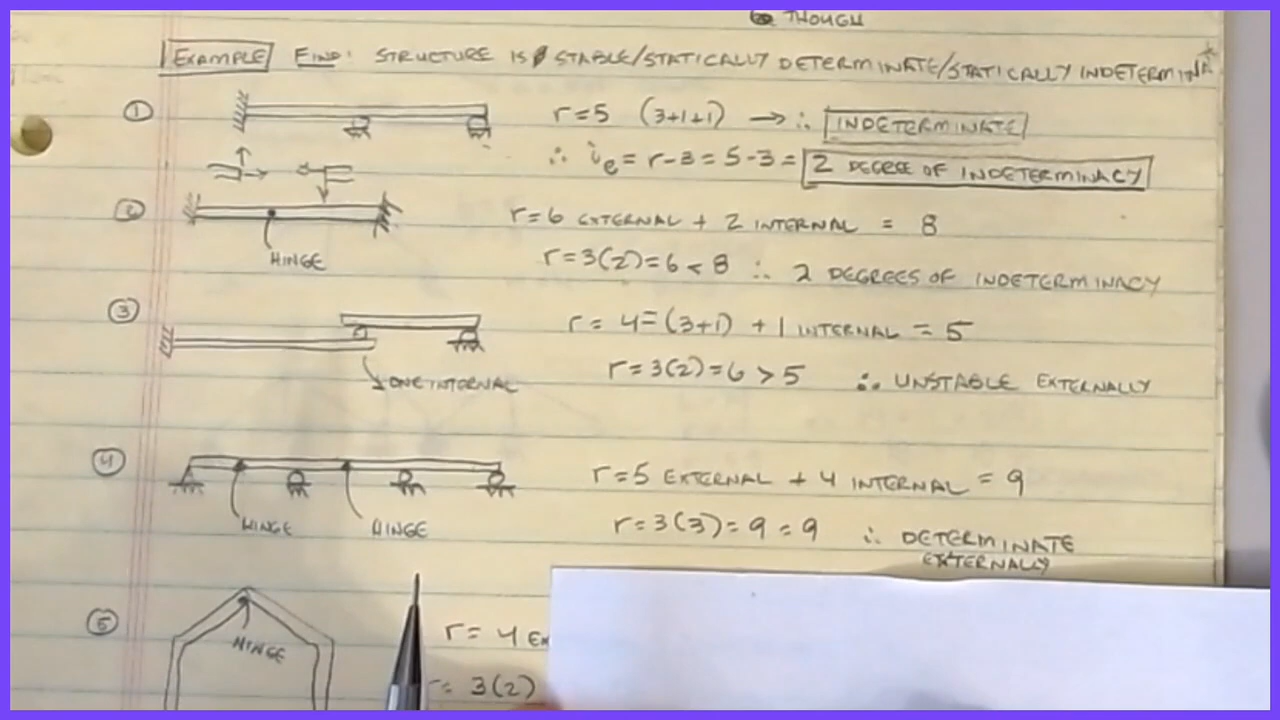 THOUGH
EXAMPLE FIND: STRUCTURE IS STABLE/STATICALLY DETERMINATE/STATICALLY INDETERMINA
① r=5 (3+1+1) → ∴ INDETERMINATE
∴ ie = r-3 = 5-3 = 2 DEGREE OF INDETERMINACY
② r=6 EXTERNAL + 2 INTERNAL = 8
HINGE r=3(2)=6 < 8 ∴ 2 DEGREES OF INDETERMINACY
③ r= 4=(3+1) + 1 INTERNAL = 5
ONE INTERNAL r=3(2)=6 > 5 ∴ UNSTABLE EXTERNALLY
④ r=5 EXTERNAL + 4 INTERNAL = 9
HINGE HINGE r=3(3)=9=9 ∴ DETERMINATE
EXTERNALLY
⑤ HINGE r= 4 EX
r= 3(2)